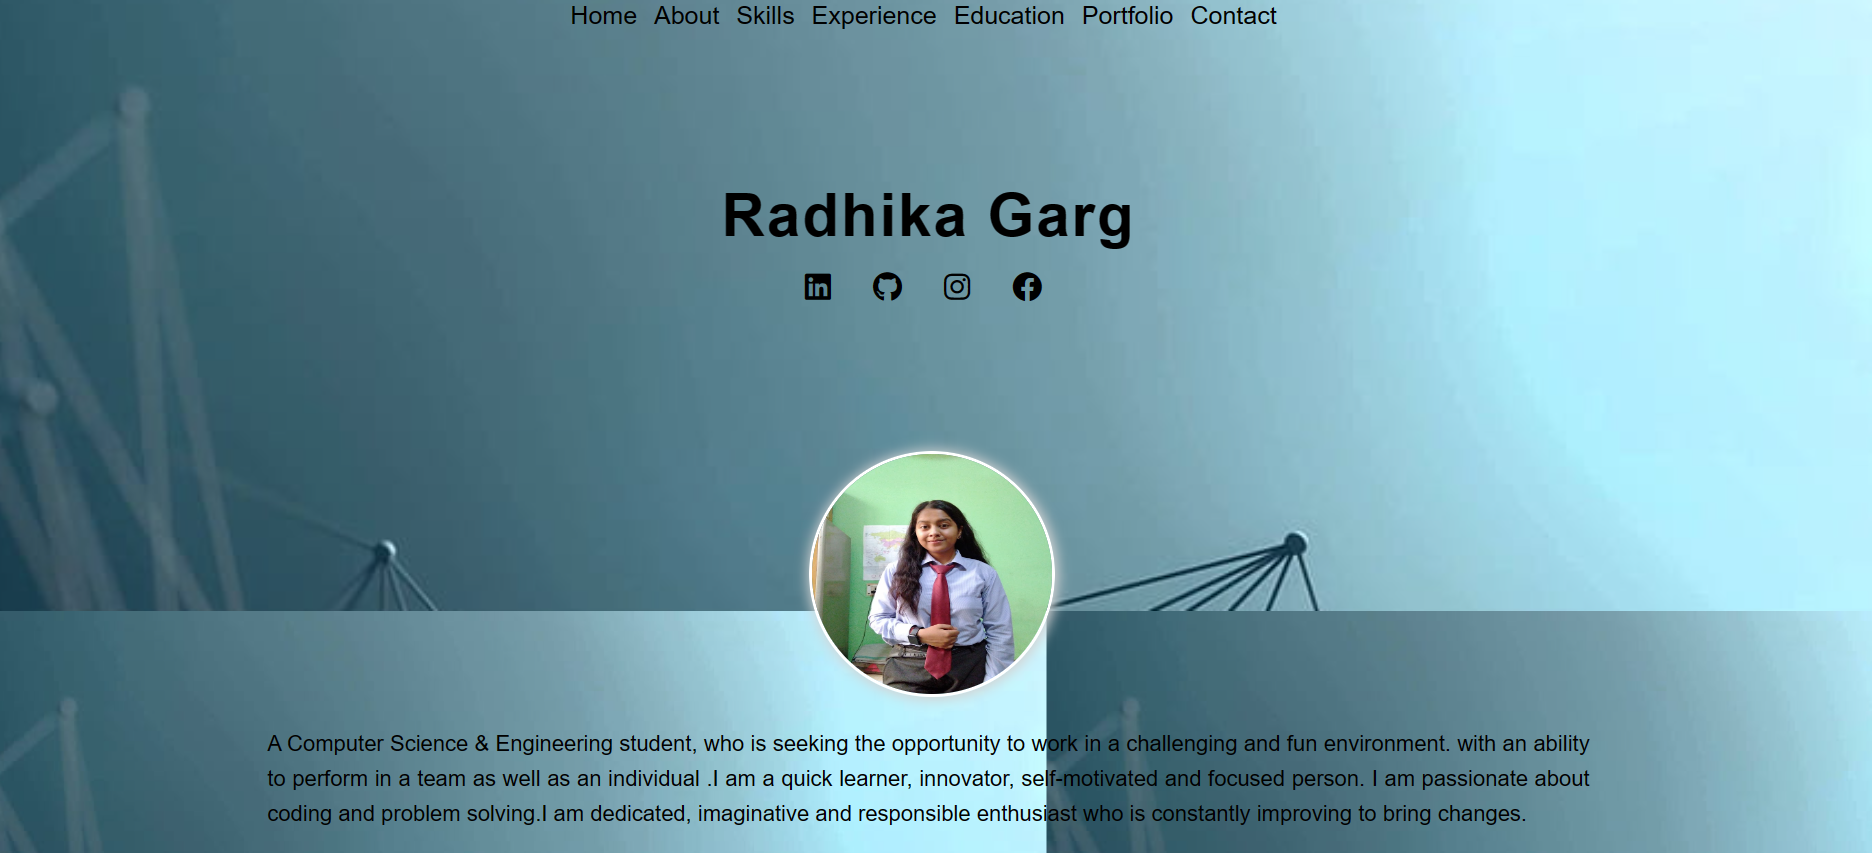 Home About Skills Experience Education Portfolio Contact
Radhika Garg
A Computer Science & Engineering student, who is seeking the opportunity to work in a challenging and fun environment. with an ability
to perform in a team as well as an individual .I am a quick learner, innovator, self-motivated and focused person. I am passionate about
coding and problem solving.I am dedicated, imaginative and responsible enthusiast who is constantly improving to bring changes.